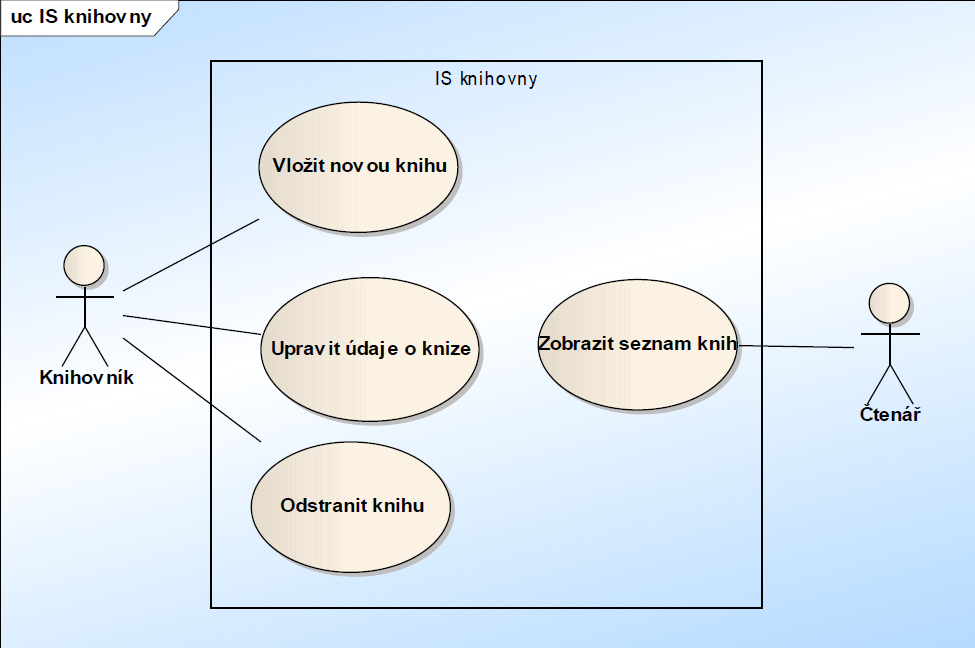 uc IS knihovny
IS knihovny
Vložit novou knihu
Upravit údaje o knize
Zobrazit seznam knih
Knihovník
Čtenář
Odstranit knihu